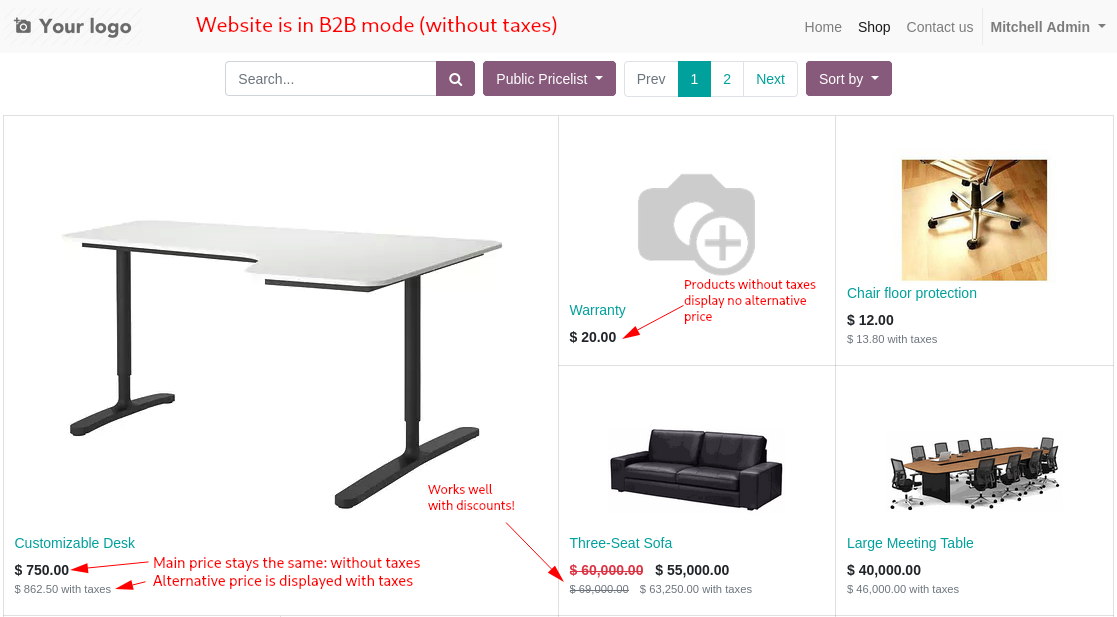 Your logo
Website is in B2B mode (without taxes)
Home Shop Contact us Mitchell Admin
Search...
Public Pricelist
Prev 1 2 Next
Sort by
Products without taxes
display no alternative
price
Warranty
$ 20.00
Chair floor protection
$ 12.00
$ 13.80 with taxes
Works well
with discounts!
Customizable Desk
$ 750.00
Main price stays the same: without taxes
$ 862.50 with taxes
Alternative price is displayed with taxes
Three-Seat Sofa
$ 60,000.00 $ 55,000.00
$ 69,000.00 $ 63,250.00 with taxes
Large Meeting Table
$ 40,000.00
$ 46,000.00 with taxes